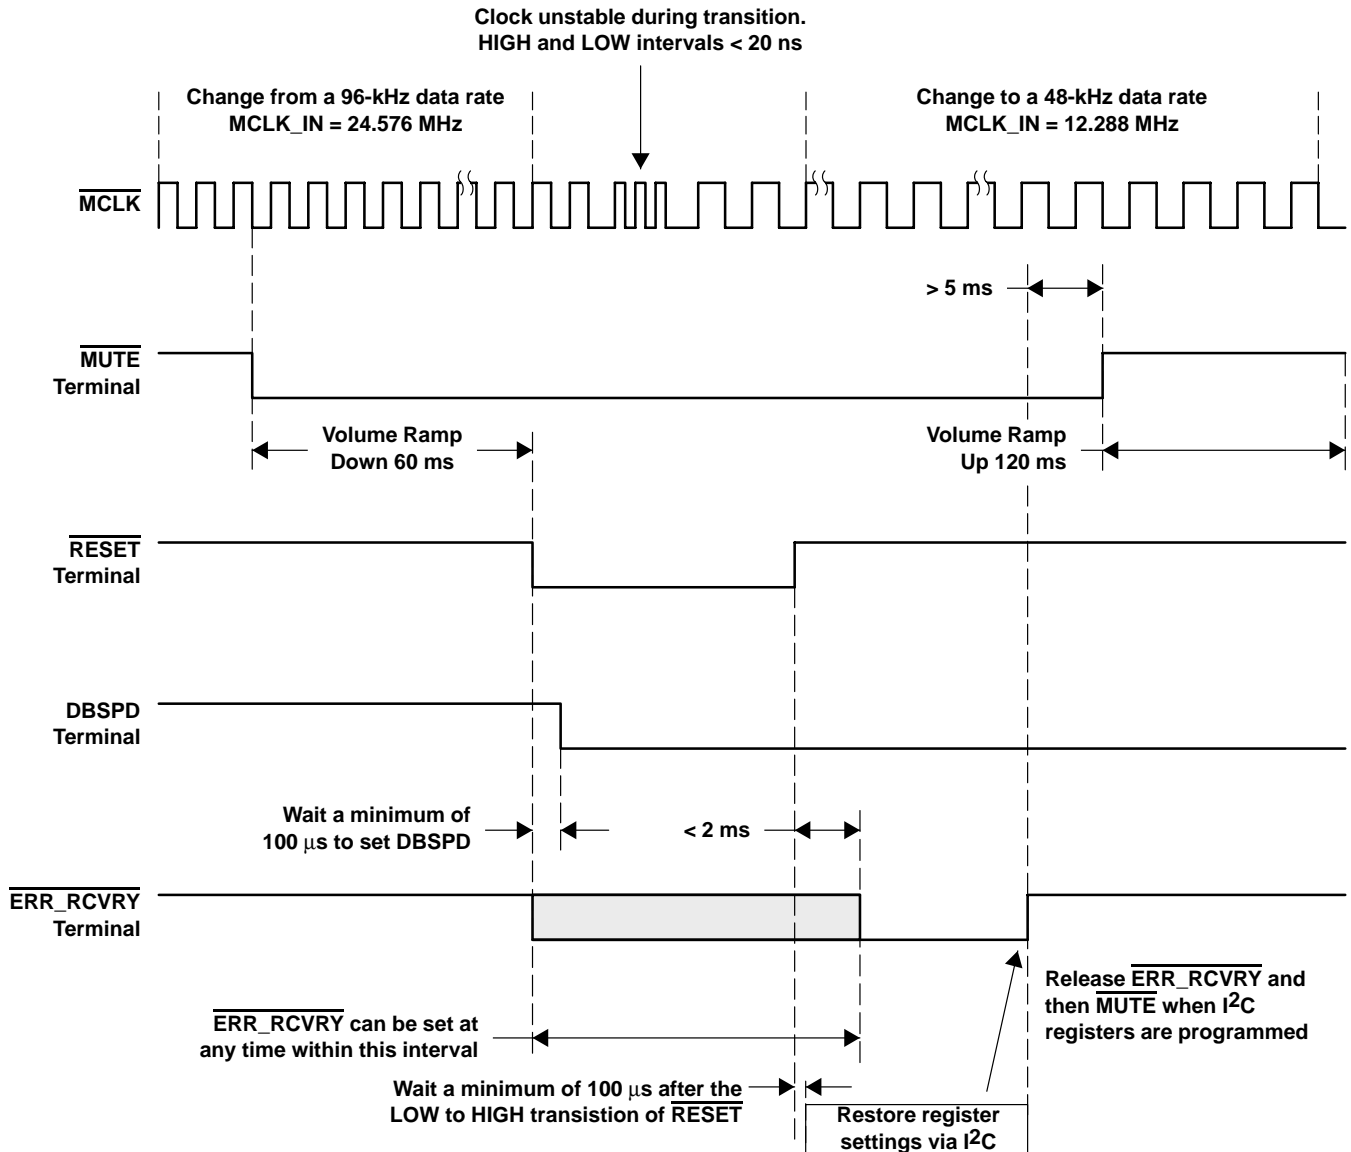 Clock unstable during transition.
HIGH and LOW intervals < 20 ns
Change from a 96-kHz data rate
MCLK_IN = 24.576 MHz
Change to a 48-kHz data rate
MCLK_IN = 12.288 MHz
MCLK
> 5 ms
MUTE
Terminal
Volume Ramp
Down 60 ms
Volume Ramp
Up 120 ms
RESET
Terminal
DBSPD
Terminal
Wait a minimum of
100 μs to set DBSPD
< 2 ms
ERR_RCVRY
Terminal
Release ERR_RCVRY and
then MUTE when I2C
registers are programmed
ERR_RCVRY can be set at
any time within this interval
Wait a minimum of 100 μs after the
LOW to HIGH transistion of RESET
Restore register
settings via I2C